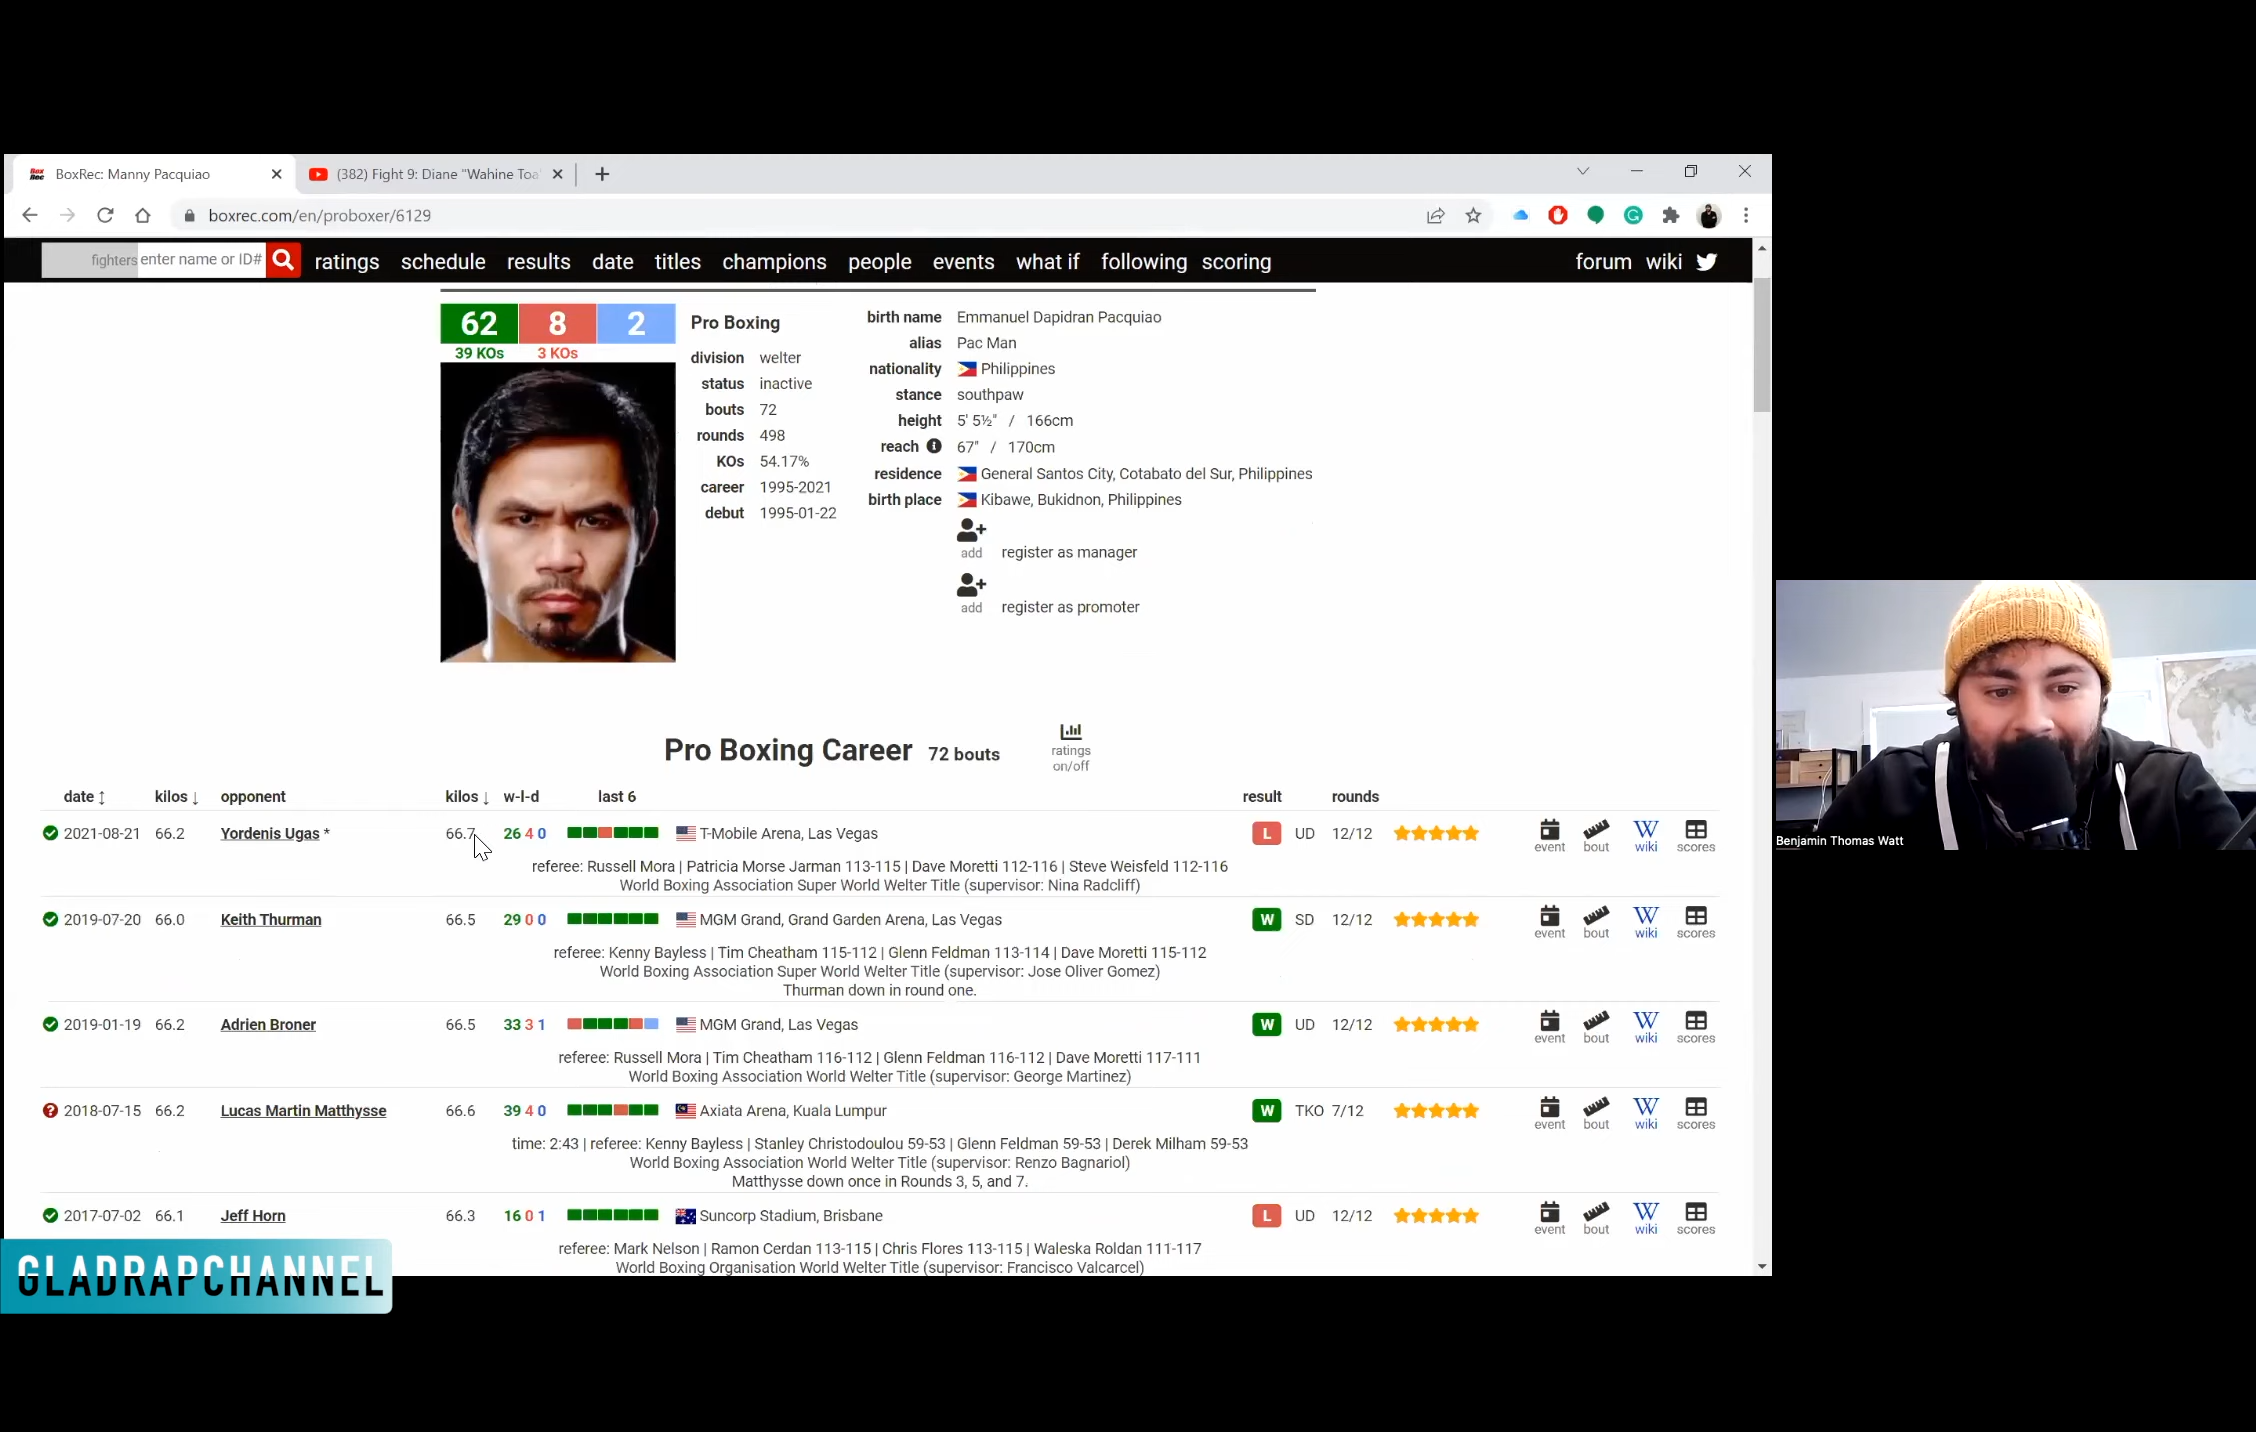 BoxRec: Manny Pacquiao
(382) Fight 9: Diane "Wahine Toa'
boxrec.com/en/proboxer/6129
fighters enter name or ID# ratings schedule results date titles champions people events what if following scoring forum wiki
62 8 2
39 KOs 3 KOs
Pro Boxing
division welter
status inactive
bouts 72
rounds 498
KOs 54.17%
career 1995-2021
debut 1995-01-22
birth name Emmanuel Dapidran Pacquiao
alias Pac Man
nationality Philippines
stance southpaw
height 5' 5½" / 166cm
reach 67" / 170cm
residence General Santos City, Cotabato del Sur, Philippines
birth place Kibawe, Bukidnon, Philippines
add register as manager
add register as promoter
Pro Boxing Career 72 bouts
ratings
on/off
date kilos opponent kilos w-l-d last 6 result rounds
2021-08-21 66.2 Yordenis Ugas * 66.7 26 4 0 T-Mobile Arena, Las Vegas L UD 12/12 event bout wiki scores
referee: Russell Mora | Patricia Morse Jarman 113-115 | Dave Moretti 112-116 | Steve Weisfeld 112-116
World Boxing Association Super World Welter Title (supervisor: Nina Radcliff)
2019-07-20 66.0 Keith Thurman 66.5 29 0 0 MGM Grand, Grand Garden Arena, Las Vegas W SD 12/12 event bout wiki scores
referee: Kenny Bayless | Tim Cheatham 115-112 | Glenn Feldman 113-114 | Dave Moretti 115-112
World Boxing Association Super World Welter Title (supervisor: Jose Oliver Gomez)
Thurman down in round one.
2019-01-19 66.2 Adrien Broner 66.5 33 3 1 MGM Grand, Las Vegas W UD 12/12 event bout wiki scores
referee: Russell Mora | Tim Cheatham 116-112 | Glenn Feldman 116-112 | Dave Moretti 117-111
World Boxing Association World Welter Title (supervisor: George Martinez)
2018-07-15 66.2 Lucas Martin Matthysse 66.6 39 4 0 Axiata Arena, Kuala Lumpur W TKO 7/12 event bout wiki scores
time: 2:43 | referee: Kenny Bayless | Stanley Christodoulou 59-53 | Glenn Feldman 59-53 | Derek Milham 59-53
World Boxing Association World Welter Title (supervisor: Renzo Bagnariol)
Matthysse down once in Rounds 3, 5, and 7.
2017-07-02 66.1 Jeff Horn 66.3 16 0 1 Suncorp Stadium, Brisbane L UD 12/12 event bout wiki scores
referee: Mark Nelson | Ramon Cerdan 113-115 | Chris Flores 113-115 | Waleska Roldan 111-117
World Boxing Organisation World Welter Title (supervisor: Francisco Valcarcel)
GLADRAPCHANNEL
Benjamin Thomas Watt